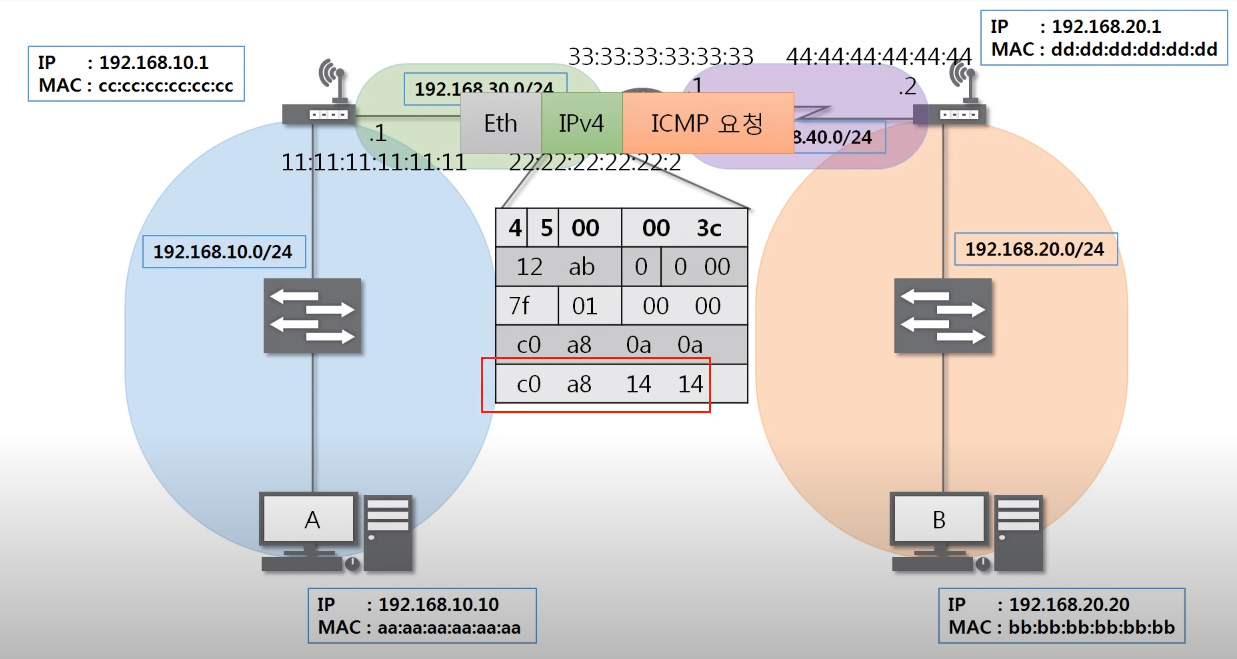 IP : 192.168.10.1
MAC : cc:cc:cc:cc:cc:cc
IP : 192.168.20.1
MAC : dd:dd:dd:dd:dd:dd
33:33:33:33:33:33
44:44:44:44:44:44
192.168.30.0/24
.1
.2
Eth
IPv4
ICMP 요청
8.40.0/24
.1
11:11:11:11:11:11
22:22:22:22:22:2
4 5 00 00 3c
12 ab 0 0 00
7f 01 00 00
c0 a8 0a 0a
c0 a8 14 14
192.168.10.0/24
192.168.20.0/24
A
B
IP : 192.168.10.10
MAC : aa:aa:aa:aa:aa:aa
IP : 192.168.20.20
MAC : bb:bb:bb:bb:bb:bb